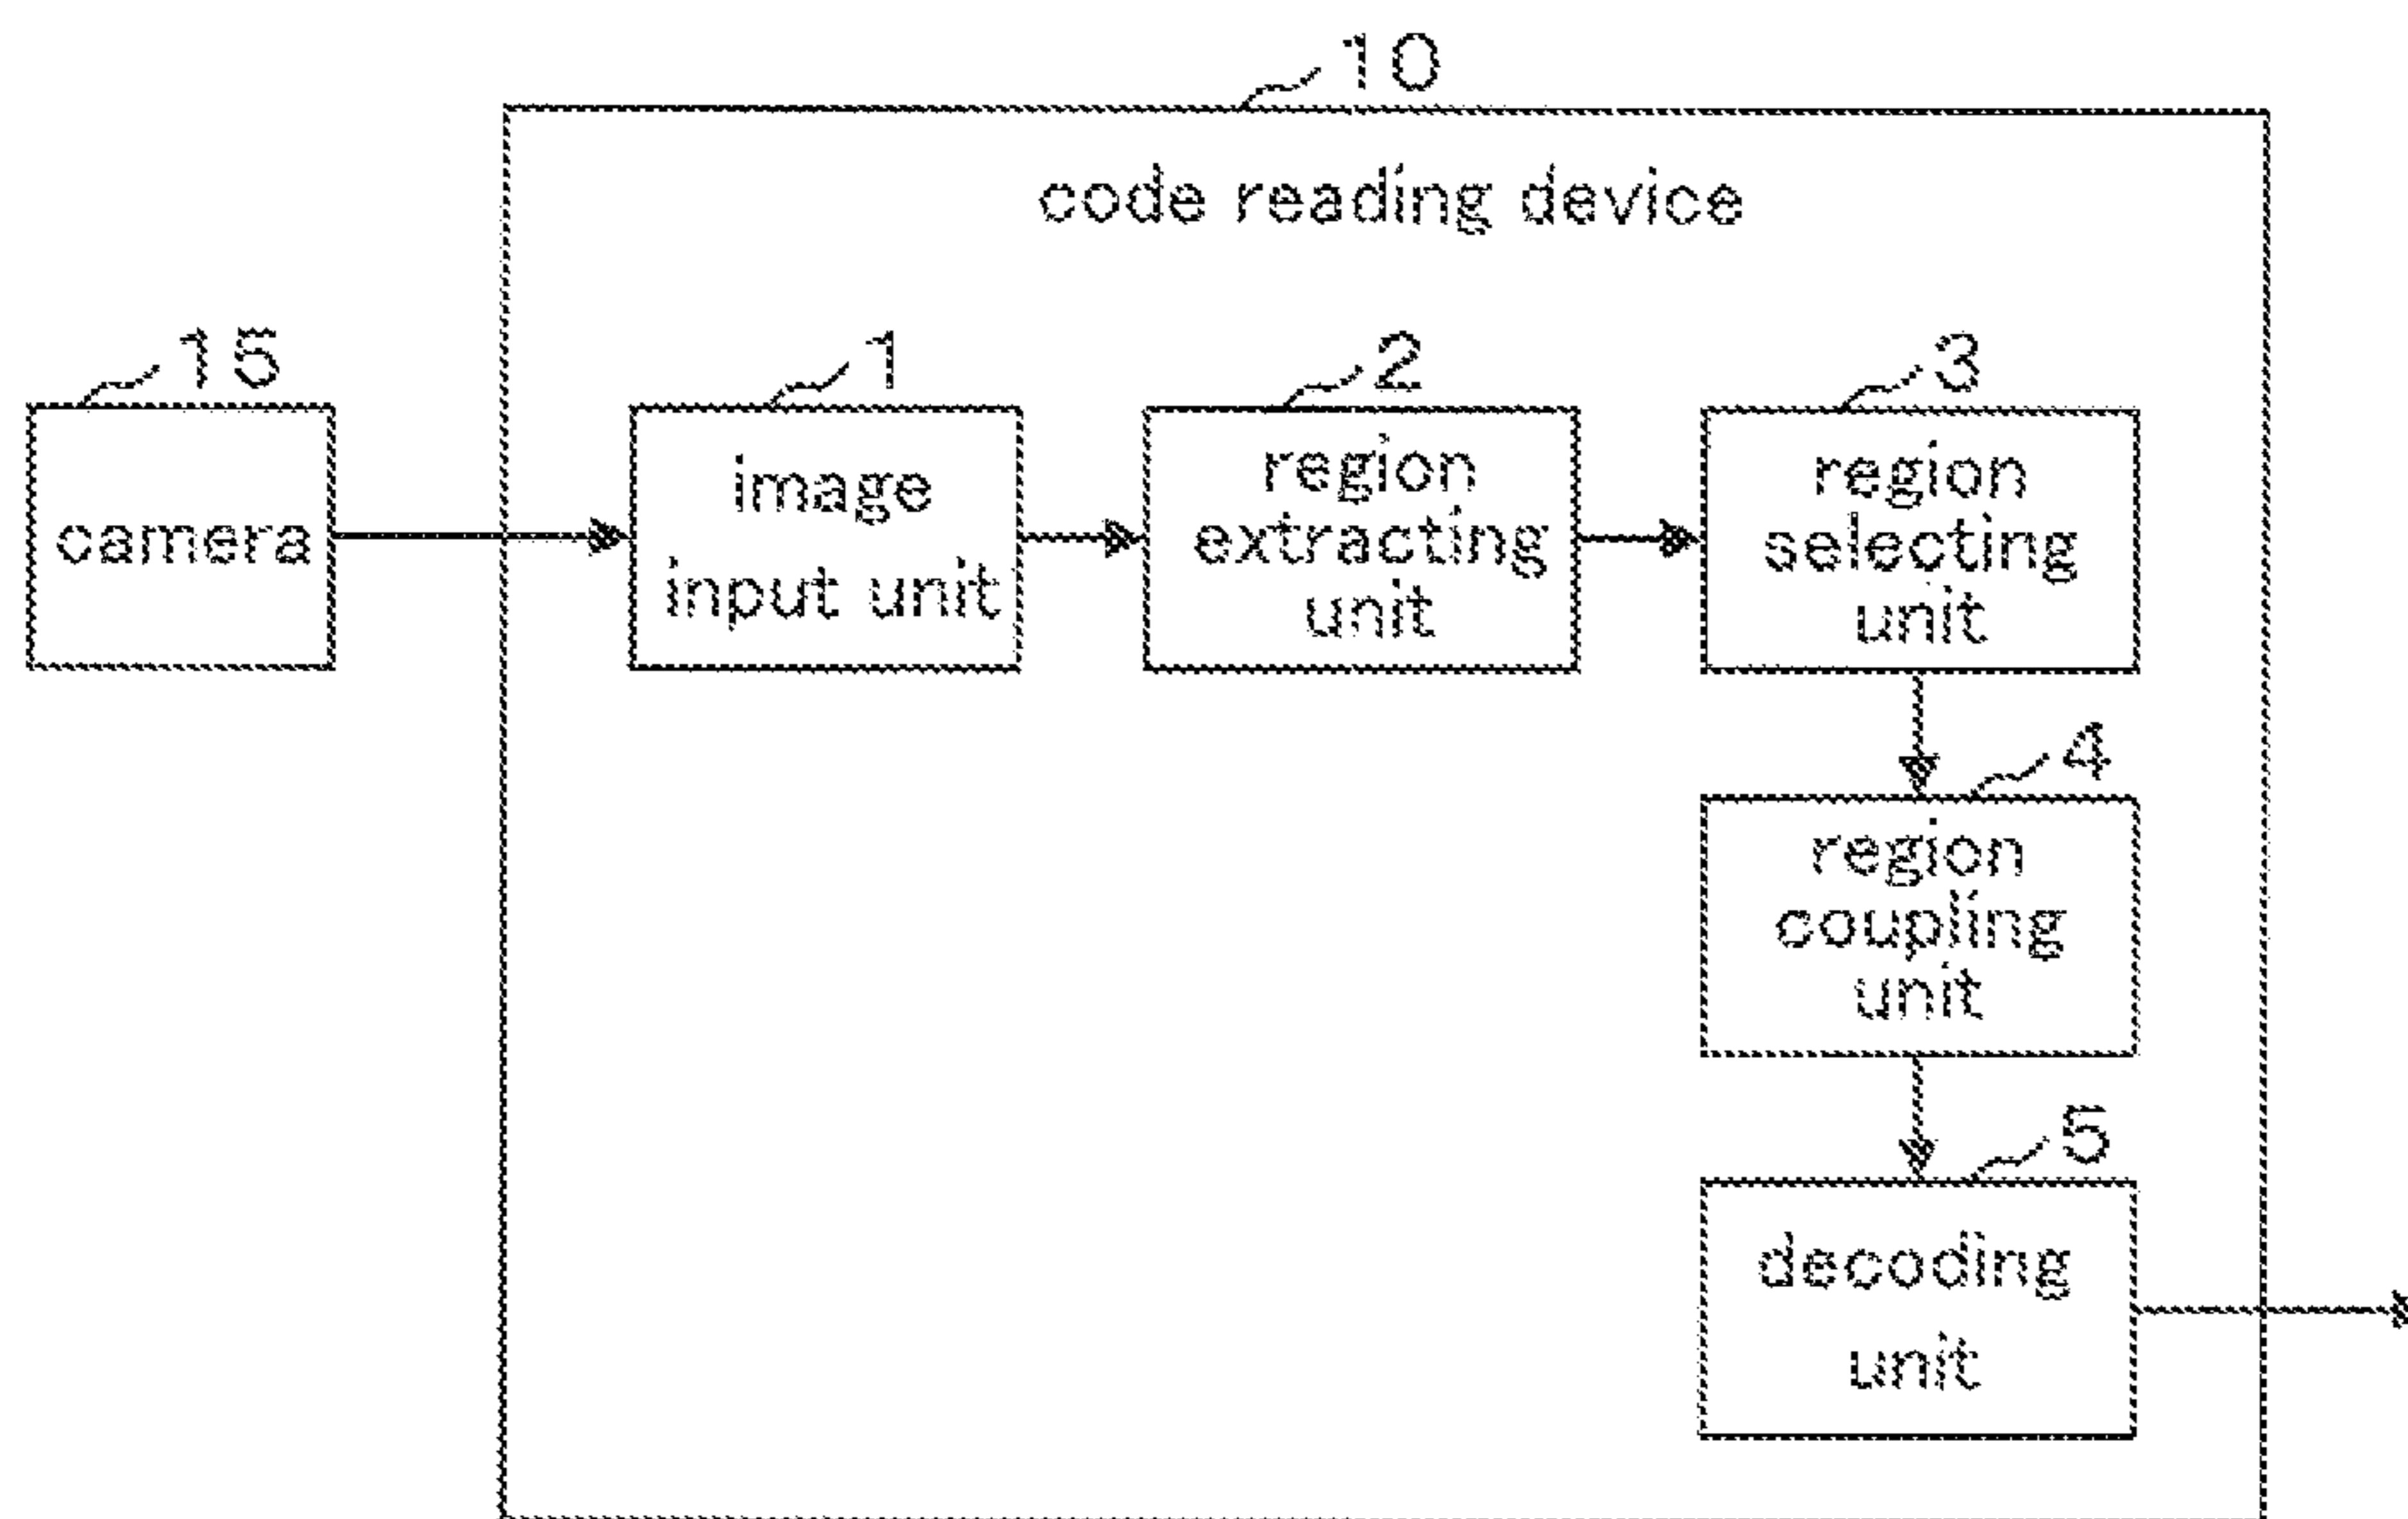 10
code reading device
15
1
2
3
camera
image
input unit
region
extracting
unit
region
selecting
unit
4
region
coupling
unit
5
decoding
unit